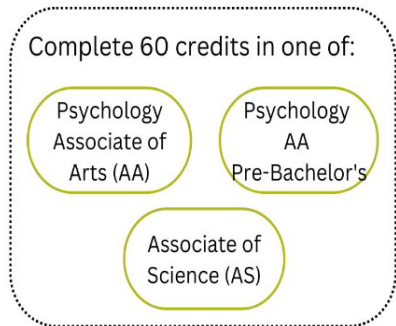 Complete 60 credits in one of:
Psychology
Associate of
Arts (AA)
Psychology
AA
Pre-Bachelor's
Associate of
Science (AS)